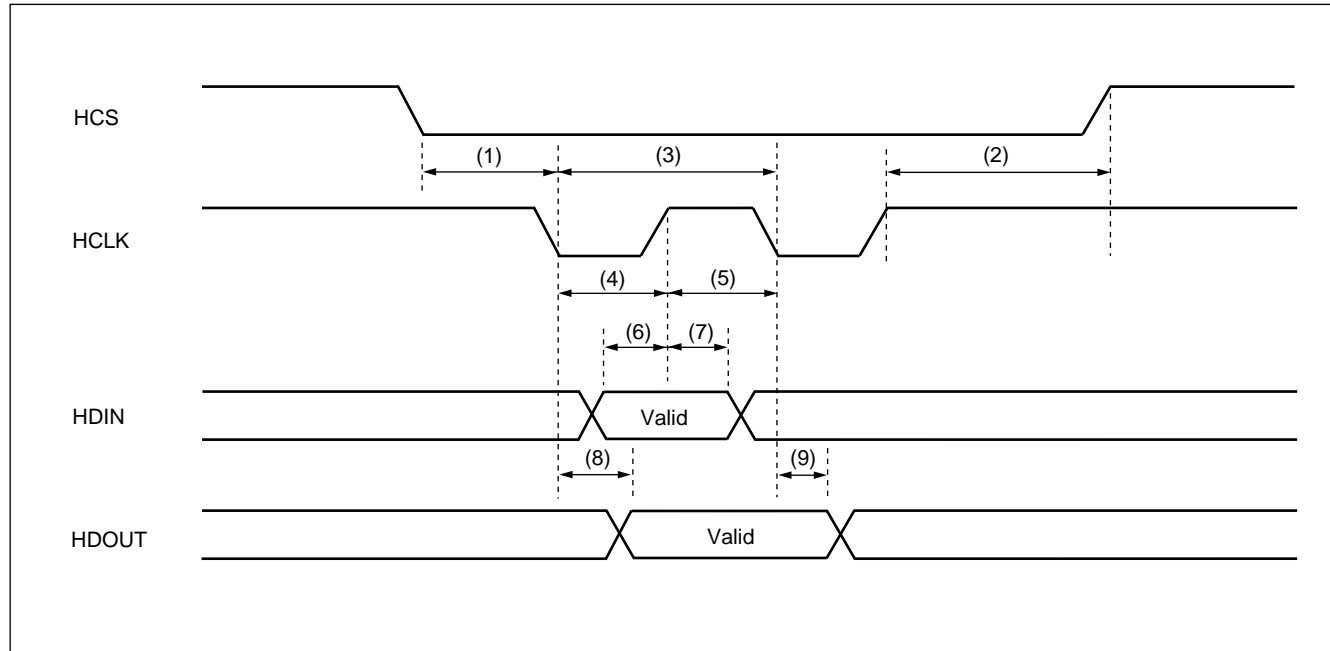 HCS
(1)
(3)
(2)
HCLK
(4)
(5)
(6)
(7)
HDIN
Valid
(8)
(9)
HDOUT
Valid